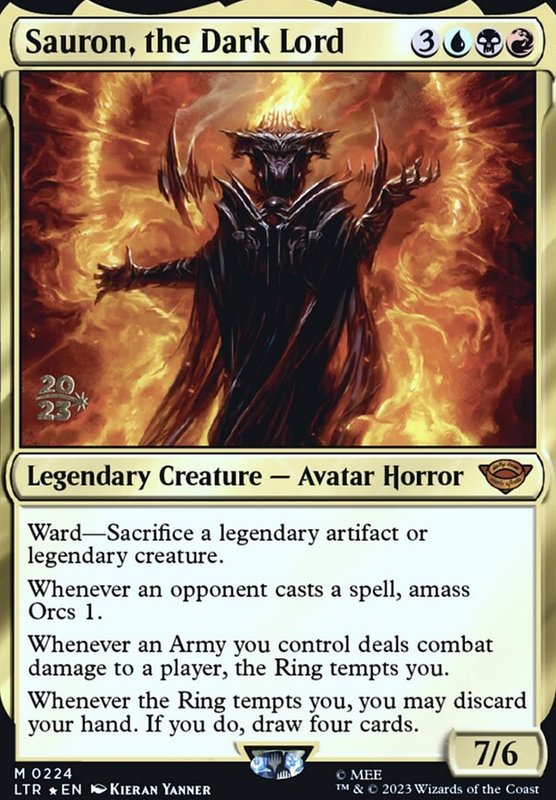 Sauron, the Dark Lord 3
20
23
Legendary Creature — Avatar Horror
Ward—Sacrifice a legendary artifact or
legendary creature.
Whenever an opponent casts a spell, amass
Orcs 1.
Whenever an Army you control deals combat
damage to a player, the Ring tempts you.
Whenever the Ring tempts you, you may discard
your hand. If you do, draw four cards.
7/6
M 0224
LTR ★ EN Kieran Yanner
© MEE
™ & © 2023 Wizards of the Coast